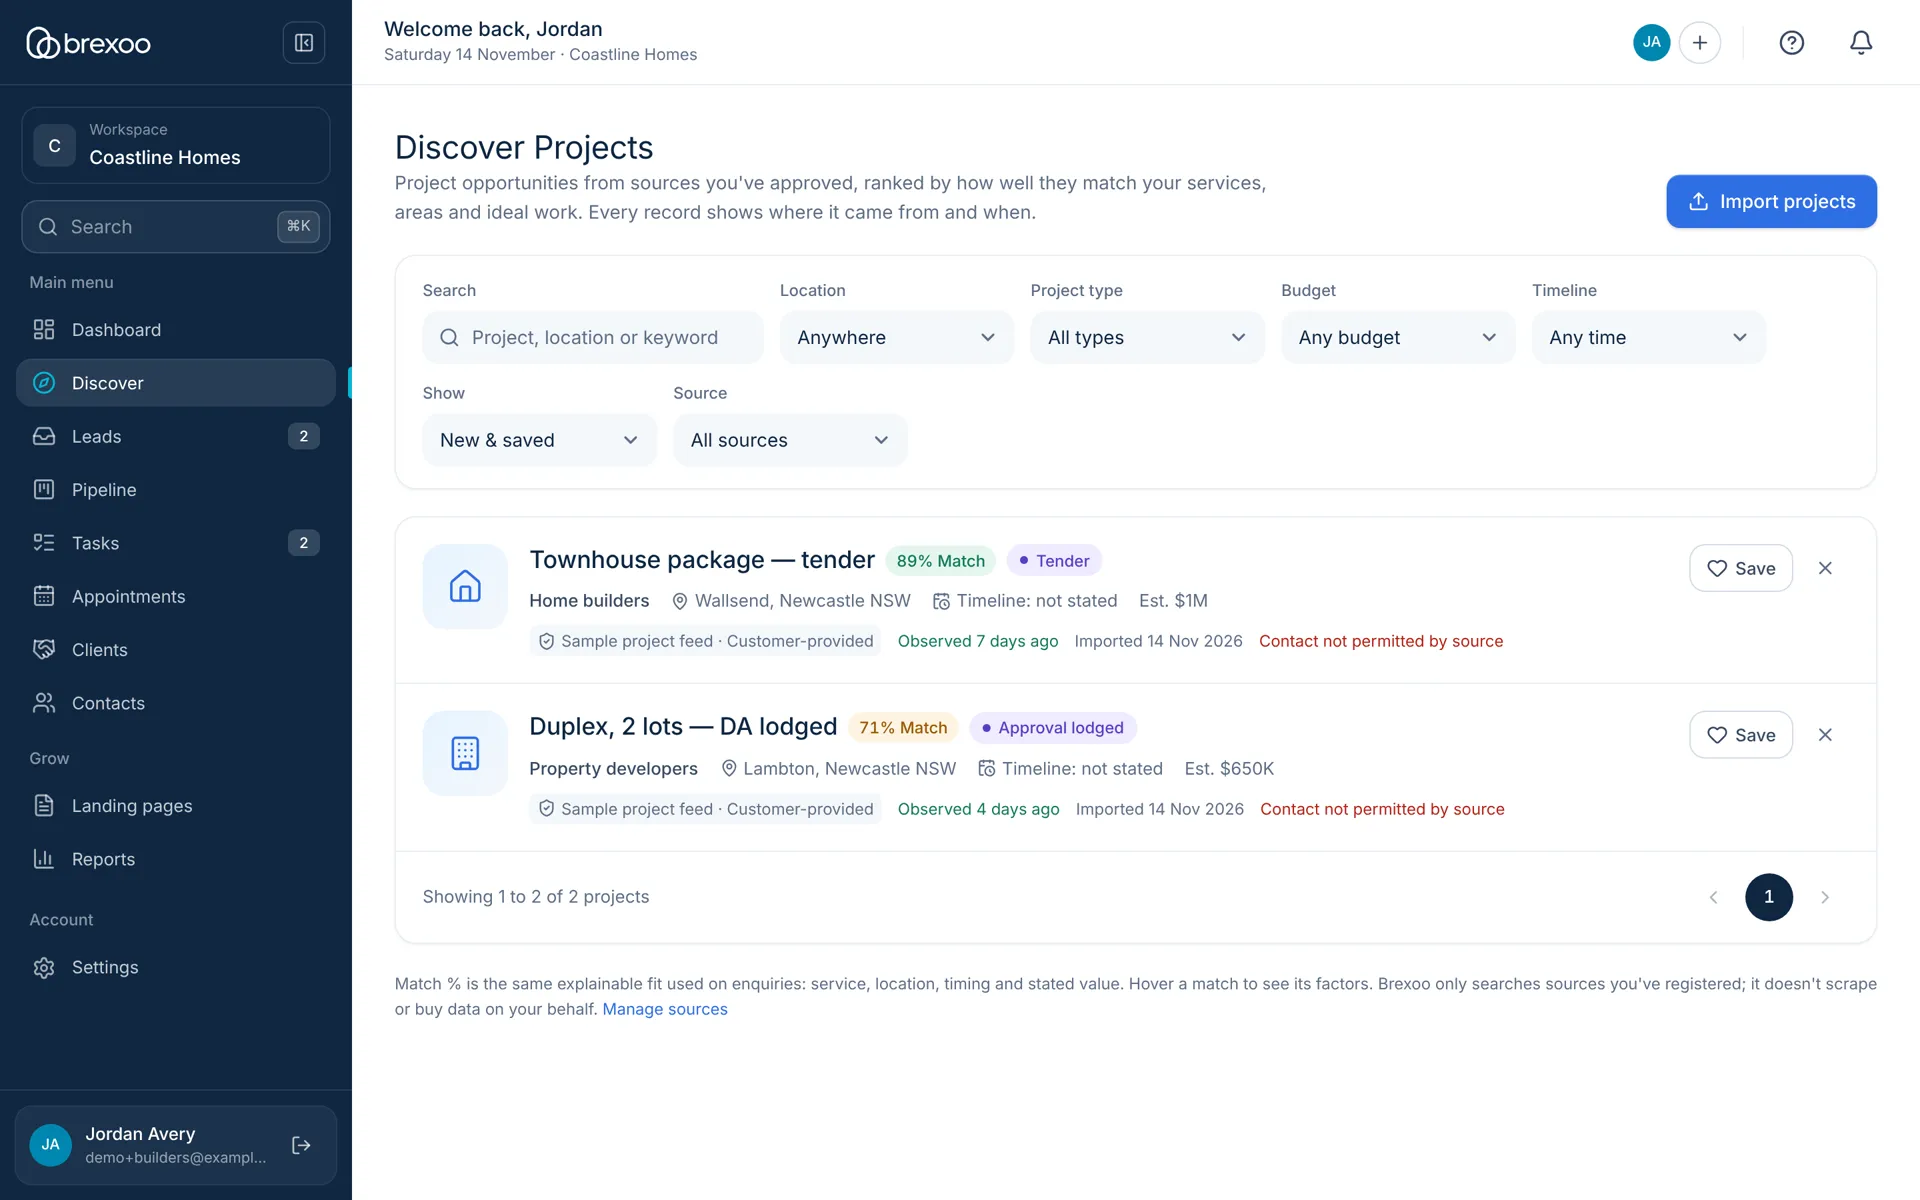 brexoo
Welcome back, Jordan
Saturday 14 November · Coastline Homes
JA
C
Workspace
Coastline Homes
Search
⌘K
Main menu
Dashboard
Discover
Leads
2
Pipeline
Tasks
2
Appointments
Clients
Contacts
Grow
Landing pages
Reports
Account
Settings
JA
Jordan Avery
demo+builders@exampl...
Discover Projects
Project opportunities from sources you've approved, ranked by how well they match your services,
areas and ideal work. Every record shows where it came from and when.
Import projects
Search
Project, location or keyword
Location
Anywhere
Project type
All types
Budget
Any budget
Timeline
Any time
Show
New & saved
Source
All sources
Townhouse package — tender
89% Match
Tender
Save
Home builders
Wallsend, Newcastle NSW
Timeline: not stated
Est. $1M
Sample project feed · Customer-provided
Observed 7 days ago
Imported 14 Nov 2026
Contact not permitted by source
Duplex, 2 lots — DA lodged
71% Match
Approval lodged
Save
Property developers
Lambton, Newcastle NSW
Timeline: not stated
Est. $650K
Sample project feed · Customer-provided
Observed 4 days ago
Imported 14 Nov 2026
Contact not permitted by source
Showing 1 to 2 of 2 projects
1
Match % is the same explainable fit used on enquiries: service, location, timing and stated value. Hover a match to see its factors. Brexoo only searches sources you've registered; it doesn't scrape
or buy data on your behalf. Manage sources